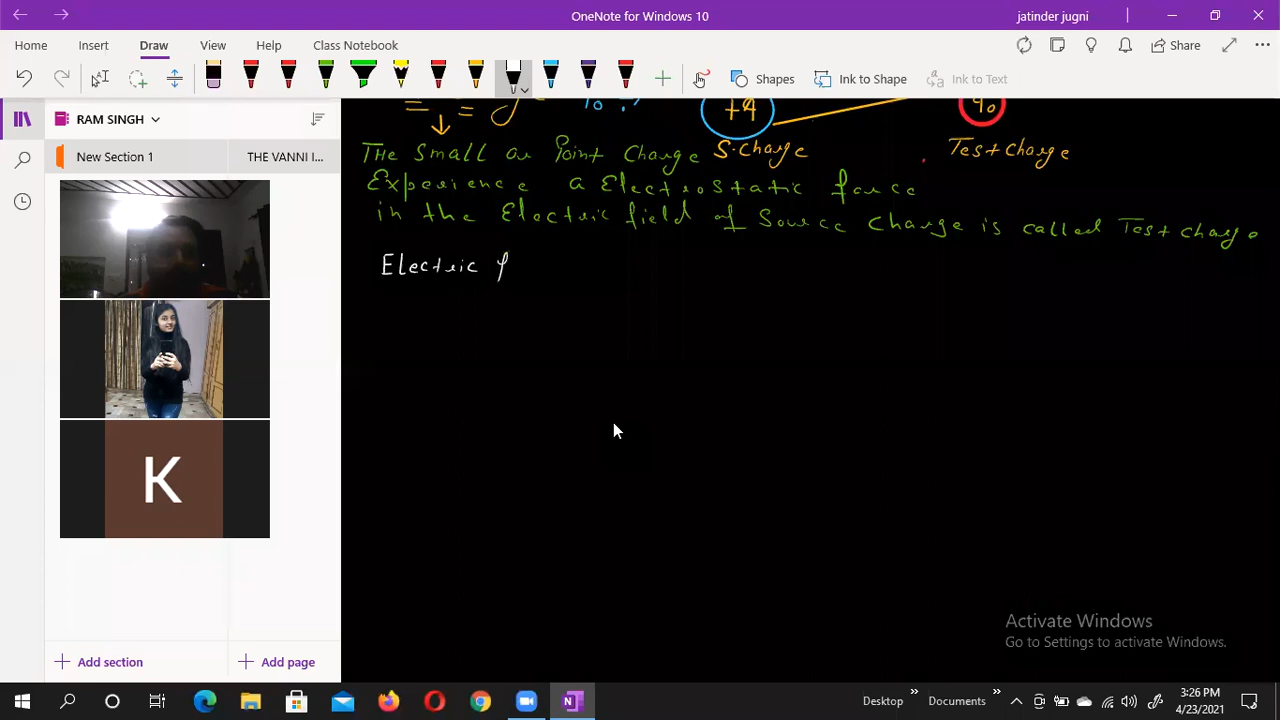 OneNote for Windows 10
jatinder jugni
Home Insert Draw View Help Class Notebook
Share
Shapes Ink to Shape Ink to Text
RAM SINGH
New Section 1 THE VANNI I...
+q qo
S.Charge Test Charge
The Small or Point Charge
Experience a Electrostatic force
in the Electric field of Source Charge is called Test charge
Electric f
K
Activate Windows
Go to Settings to activate Windows.
Add section Add page
Desktop Documents
3:26 PM
4/23/2021